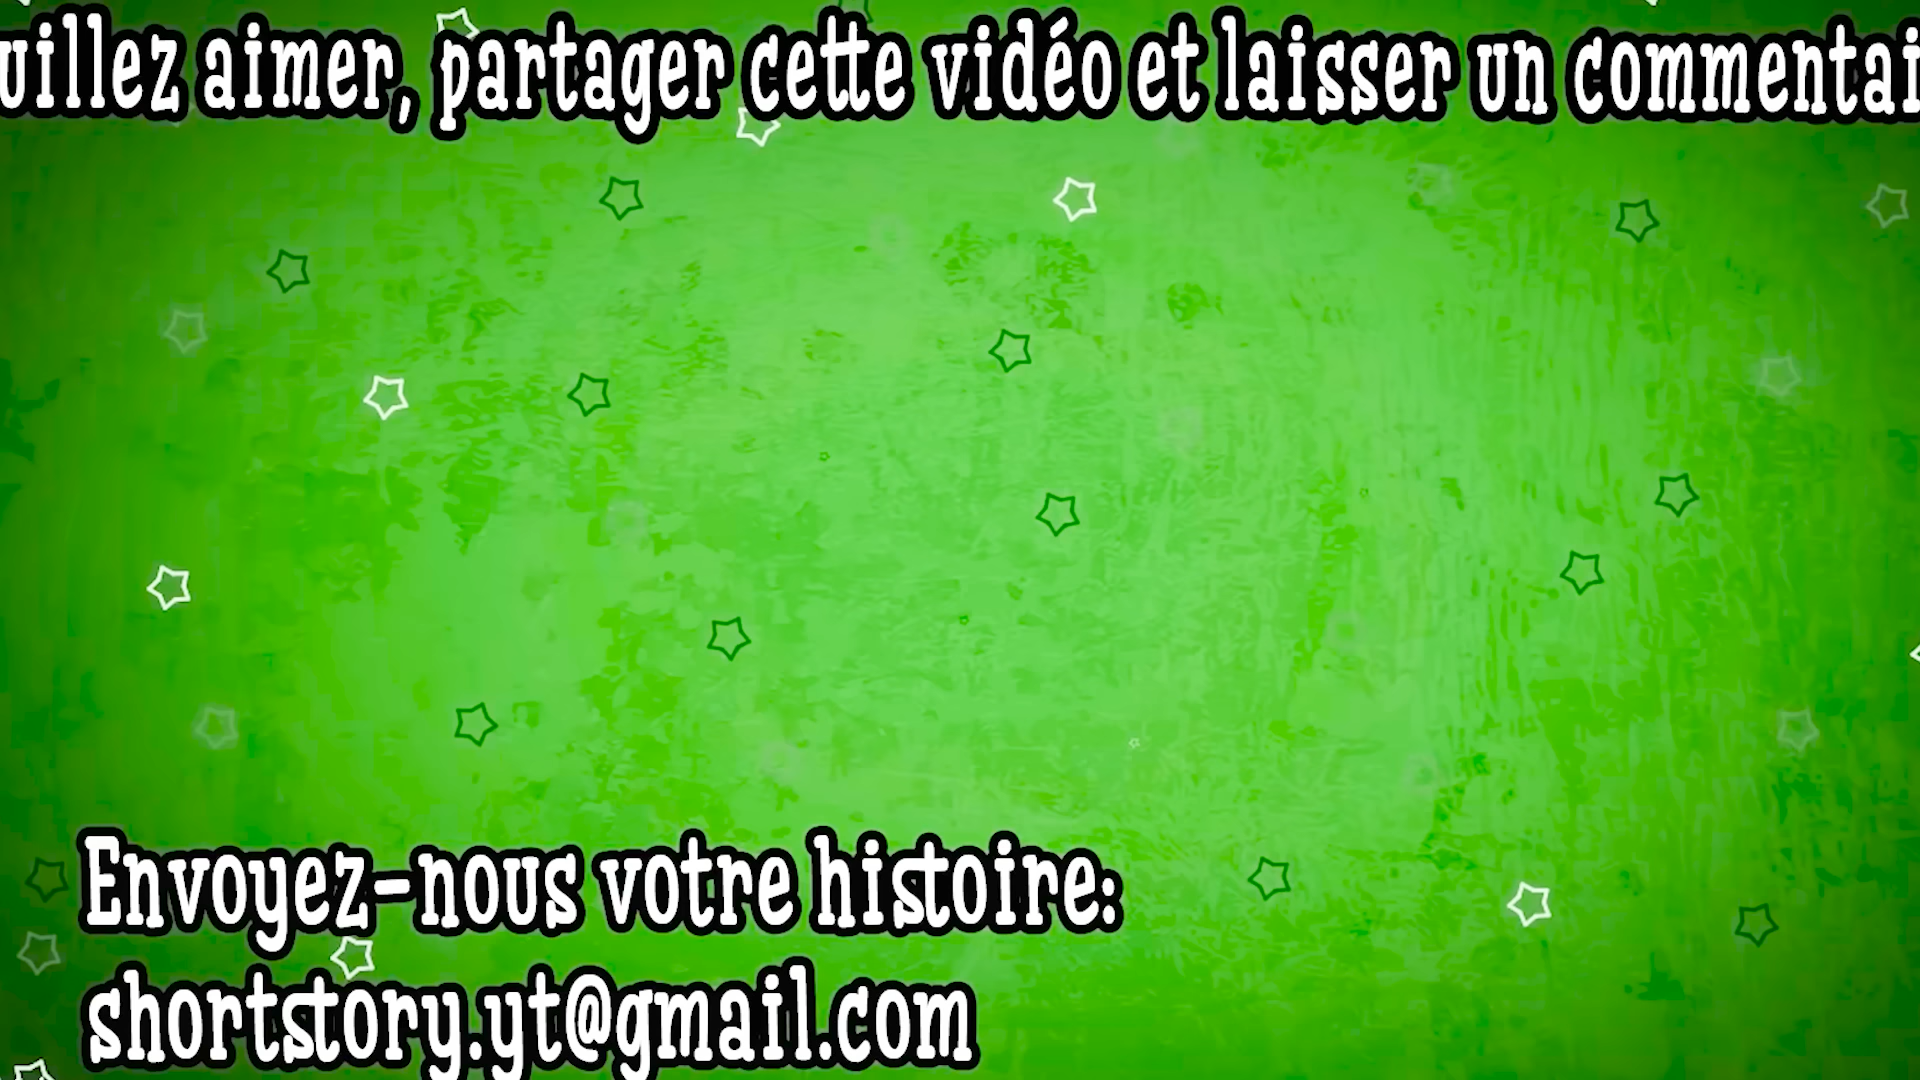 uillez aimer, partager cette vidéo et laisser un commentai
Envoyez-nous votre histoire:
shortstory.yt@gmail.com